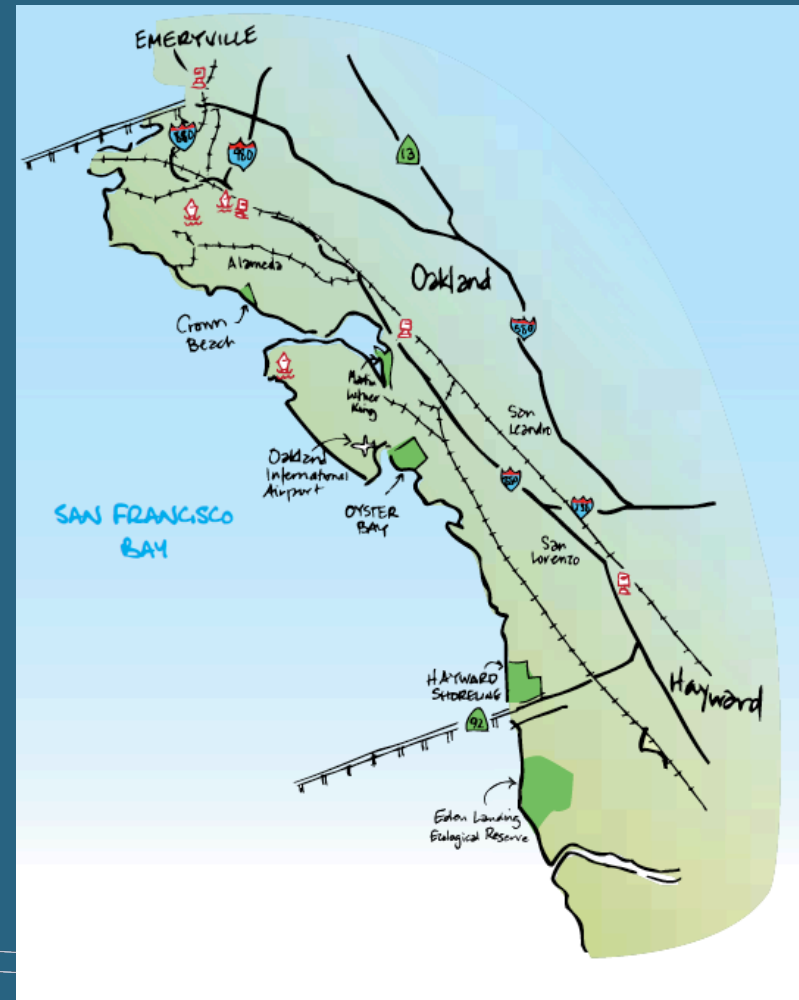 EMERYVILLE
880
980
13
Alameda
Oakland
Crown
Beach
580
Martin
Luther
King
San
Leandro
Oakland
International
Airport
OYSTER
BAY
880
238
SAN FRANCISCO
BAY
San
Lorenzo
HAYWARD
SHORELINE
Hayward
92
Eden Landing
Ecological Reserve